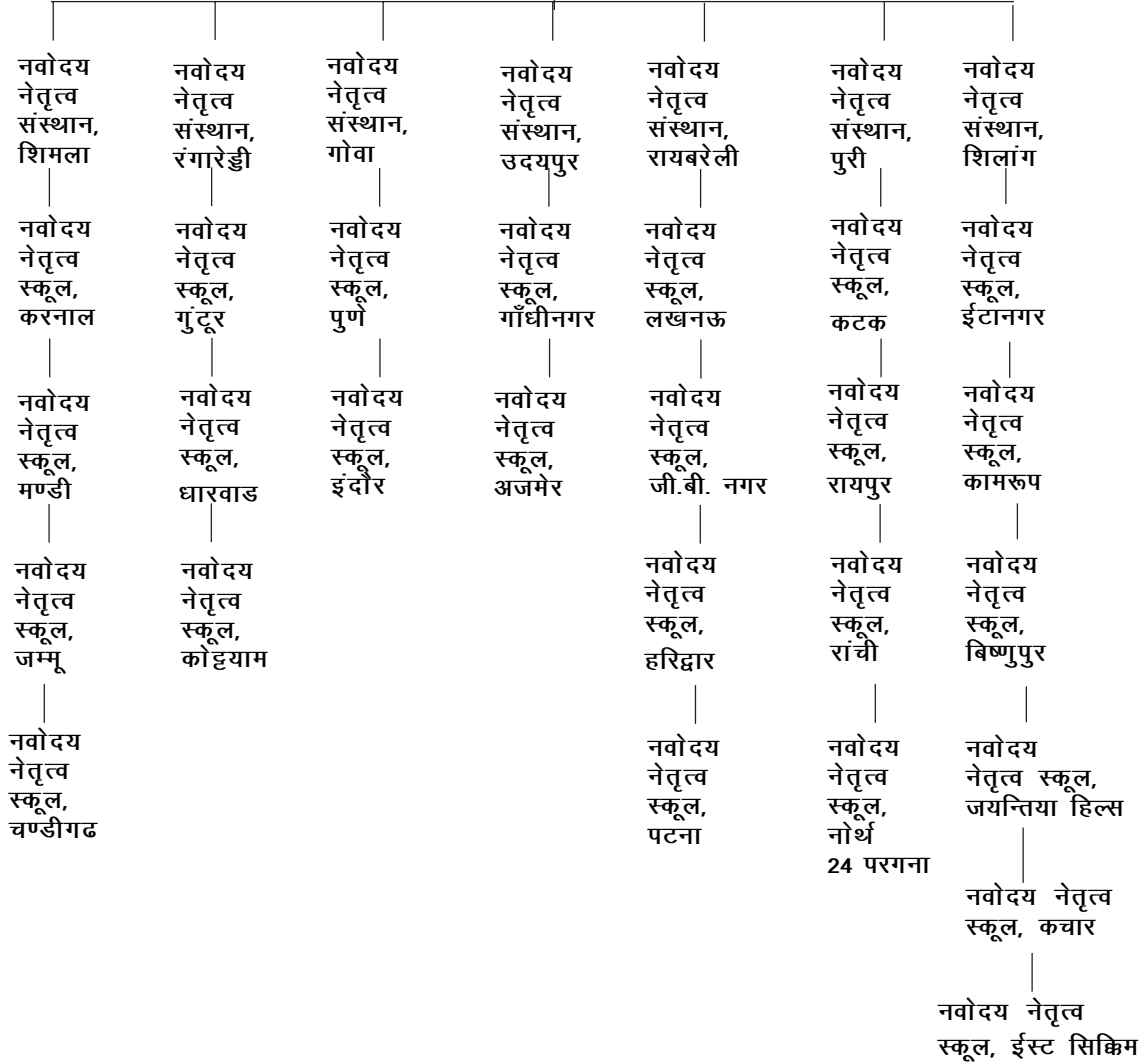 नवोदय
नेतृत्व
संस्थान,
शिमला
नवोदय
नेतृत्व
स्कूल,
करनाल
नवोदय
नेतृत्व
स्कूल,
मण्डी
नवोदय
नेतृत्व
स्कूल,
जम्मू
नवोदय
नेतृत्व
स्कूल,
चण्डीगढ
नवोदय
नेतृत्व
संस्थान,
रंगारेड्डी
नवोदय
नेतृत्व
स्कूल,
गुंटूर
नवोदय
नेतृत्व
स्कूल,
धारवाड
नवोदय
नेतृत्व
स्कूल,
कोट्टयाम
नवोदय
नेतृत्व
संस्थान,
गोवा
नवोदय
नेतृत्व
स्कूल,
पुणे
नवोदय
नेतृत्व
स्कूल,
इंदौर
नवोदय
नेतृत्व
संस्थान,
उदयपुर
नवोदय
नेतृत्व
स्कूल,
गाँधीनगर
नवोदय
नेतृत्व
स्कूल,
अजमेर
नवोदय
नेतृत्व
संस्थान,
रायबरेली
नवोदय
नेतृत्व
स्कूल,
लखनऊ
नवोदय
नेतृत्व
स्कूल,
जी.बी. नगर
नवोदय
नेतृत्व
स्कूल,
हरिद्वार
नवोदय
नेतृत्व
स्कूल,
पटना
नवोदय
नेतृत्व
संस्थान,
पुरी
नवोदय
नेतृत्व
स्कूल,
कटक
नवोदय
नेतृत्व
स्कूल,
रायपुर
नवोदय
नेतृत्व
स्कूल,
रांची
नवोदय
नेतृत्व
स्कूल,
नोर्थ
24 परगना
नवोदय
नेतृत्व
संस्थान,
शिलांग
नवोदय
नेतृत्व
स्कूल,
ईटानगर
नवोदय
नेतृत्व
स्कूल,
कामरूप
नवोदय
नेतृत्व
स्कूल,
बिष्णुपुर
नवोदय
नेतृत्व स्कूल,
जयन्तिया हिल्स
नवोदय नेतृत्व
स्कूल, कचार
नवोदय नेतृत्व
स्कूल, ईस्ट सिक्किम